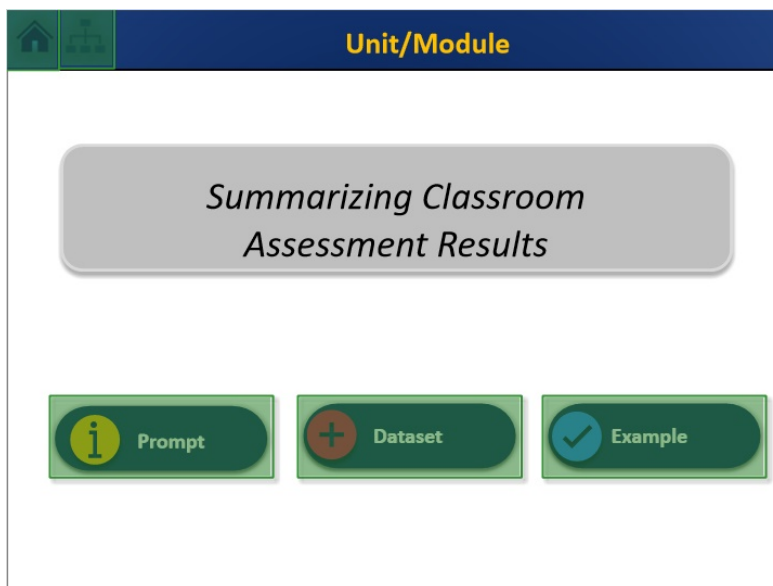 Unit/Module
Summarizing Classroom
Assessment Results
Prompt
Dataset
Example